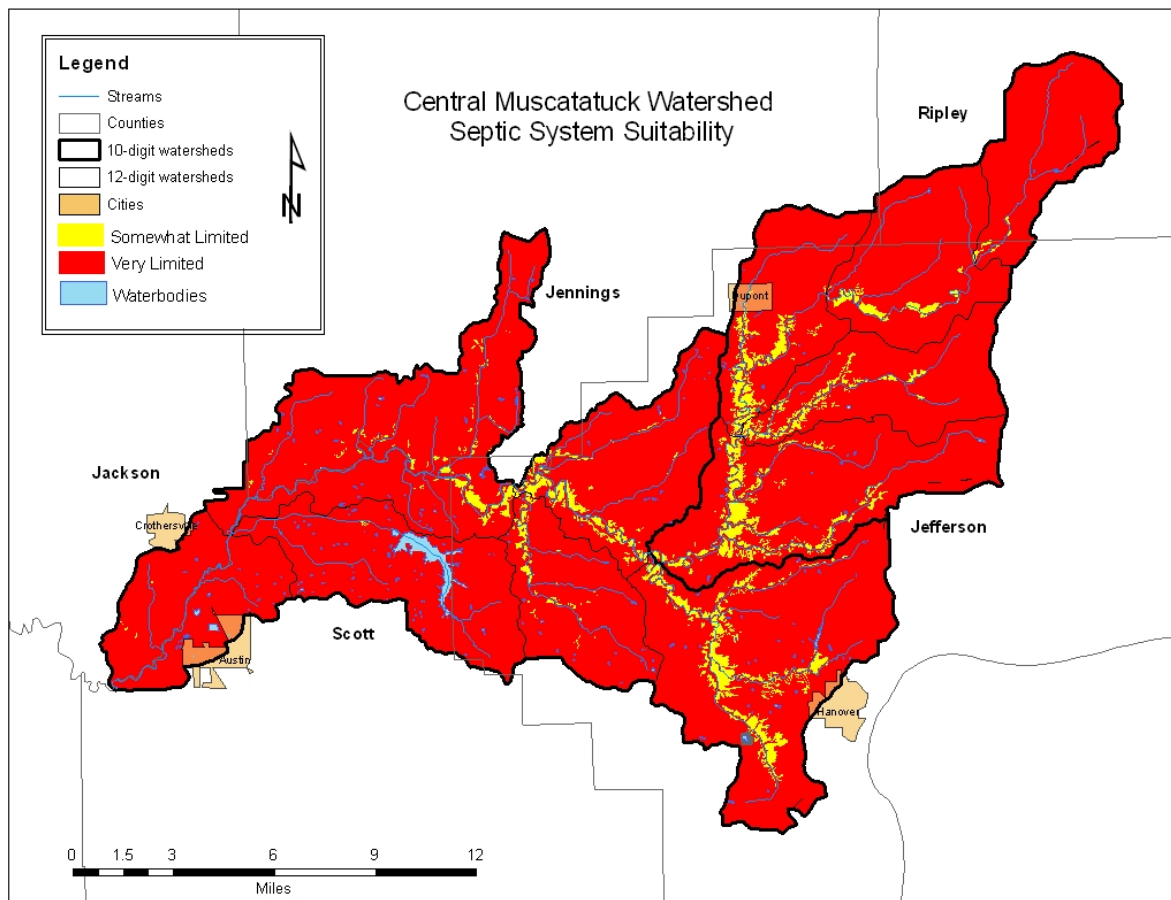 Legend
Streams
Counties
10-digit watersheds
12-digit watersheds
Cities
Somewhat Limited
Very Limited
Waterbodies
N
Central Muscatatuck Watershed
Septic System Suitability
Ripley
Jennings
Dupont
Jackson
Crothersville
Jefferson
Scott
Austin
Hanover
0 1.5 3 6 9 12
Miles